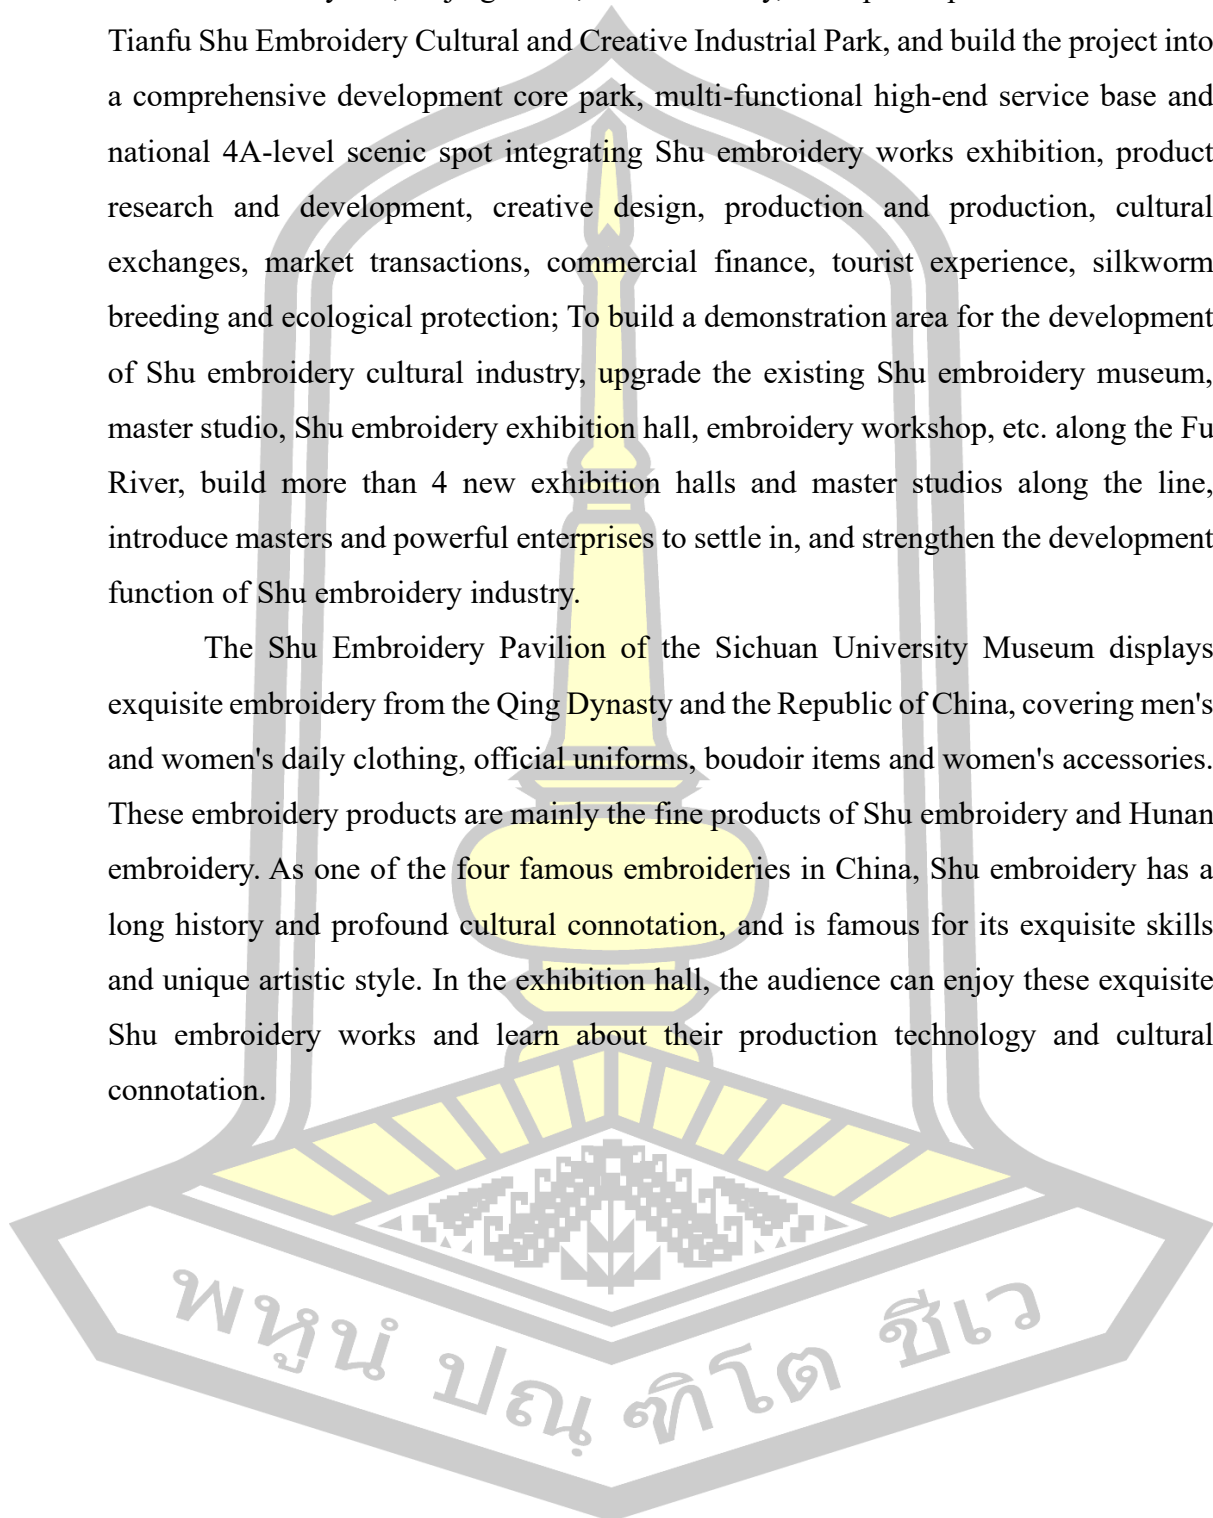 Tianfu Shu Embroidery Cultural and Creative Industrial Park, and build the project into
a comprehensive development core park, multi-functional high-end service base and
national 4A-level scenic spot integrating Shu embroidery works exhibition, product
research and development, creative design, production and production, cultural
exchanges, market transactions, commercial finance, tourist experience, silkworm
breeding and ecological protection; To build a demonstration area for the development
of Shu embroidery cultural industry, upgrade the existing Shu embroidery museum,
master studio, Shu embroidery exhibition hall, embroidery workshop, etc. along the Fu
River, build more than 4 new exhibition halls and master studios along the line,
introduce masters and powerful enterprises to settle in, and strengthen the development
function of Shu embroidery industry.
The Shu Embroidery Pavilion of the Sichuan University Museum displays
exquisite embroidery from the Qing Dynasty and the Republic of China, covering men's
and women's daily clothing, official uniforms, boudoir items and women's accessories.
These embroidery products are mainly the fine products of Shu embroidery and Hunan
embroidery. As one of the four famous embroideries in China, Shu embroidery has a
long history and profound cultural connotation, and is famous for its exquisite skills
and unique artistic style. In the exhibition hall, the audience can enjoy these exquisite
Shu embroidery works and learn about their production technology and cultural
connotation.
พหูนํ ปณฺฑิโต ชีเว